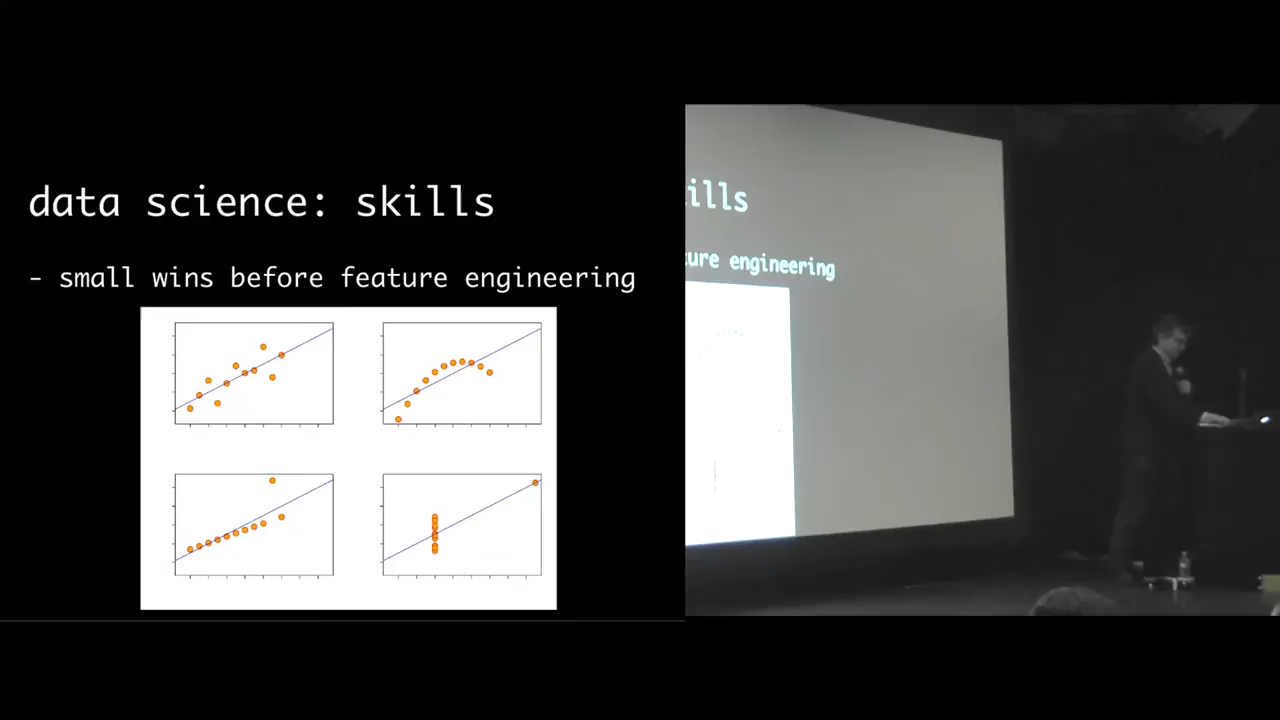 data science: skills
- small wins before feature engineering
ills
ure engineering